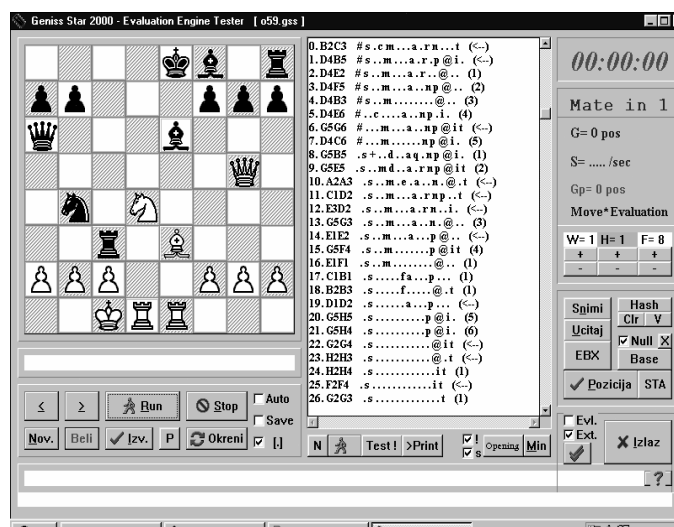 Geniss Star 2000 - Evaluation Engine Tester [ o59.gss ]
0.B2C3 #s.cm...a.rn...t (<--)
1.D4B5 #s..m...a.r.p@i. (<--)
2.D4E2 #s..m...a.r..@.. (1)
3.D4F5 #s..m...a..np@.. (2)
4.D4B3 #s..m........@.. (3)
5.D4E6 #..c....a..np.i. (4)
6.G5G6 #...m...a..np@it (<--)
7.D4C6 #...m......np@i. (5)
8.G5B5 .s+..d..aq.np@i. (1)
9.G5E5 .s..md..a.rnp@it (2)
10.A2A3 .s..m.e.a..n.@.t (<--)
11.C1D2 .s..m...a.rnp..t (<--)
12.E3D2 .s..m...a.rn..i. (<--)
13.G5G3 .s..m...a..n.@.. (3)
14.E1E2 .s..m...a...p@.. (<--)
15.G5F4 .s..m.......p@it (4)
16.E1F1 .s..m........@.. (1)
17.C1B1 .s......fa...p... (1)
18.B2B3 .s......f....@.t (1)
19.D1D2 .s......a...p... (<--)
20.G5H5 .s..........p@i. (5)
21.G5H4 .s..........p@i. (6)
22.G2G4 .s...........@it (<--)
23.H2H3 .s...........@.t (<--)
24.H2H4 .s............it (1)
25.F2F4 .s............it (<--)
26.G2G3 .s.............t (1)
00:00:00
Mate in 1
G= 0 pos
S= ..... /sec
Gp= 0 pos
Move*Evaluation
W= 1 H= 1 F= 8
+ + +
- - -
Snimi Hash
Clr V
Ucitaj Null X
EBX Base
Pozicija STA
< > Run Stop Auto
Save
Nov. Beli Izv. P Okreni [.]
N Test ! >Print ! s Opening Min
Evl.
Ext.
Izlaz
[?]